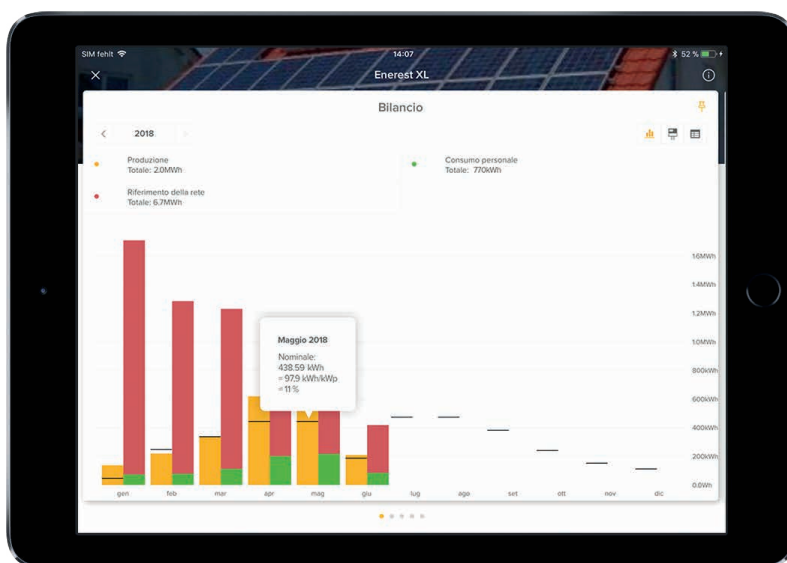 SIM fehlt
14:07
52 %
Enerest XL
Bilancio
2018
Produzione
Totale: 2.0MWh
Consumo personale
Totale: 770kWh
Riferimento della rete
Totale: 6.7MWh
1.6MWh
1.4MWh
1.2MWh
1.0MWh
800kWh
600kWh
400kWh
200kWh
0.0Wh
Maggio 2018
Nominale:
438.59 kWh
= 97.9 kWh/kWp
= 11 %
gen feb mar apr mag giu lug ago set ott nov dic